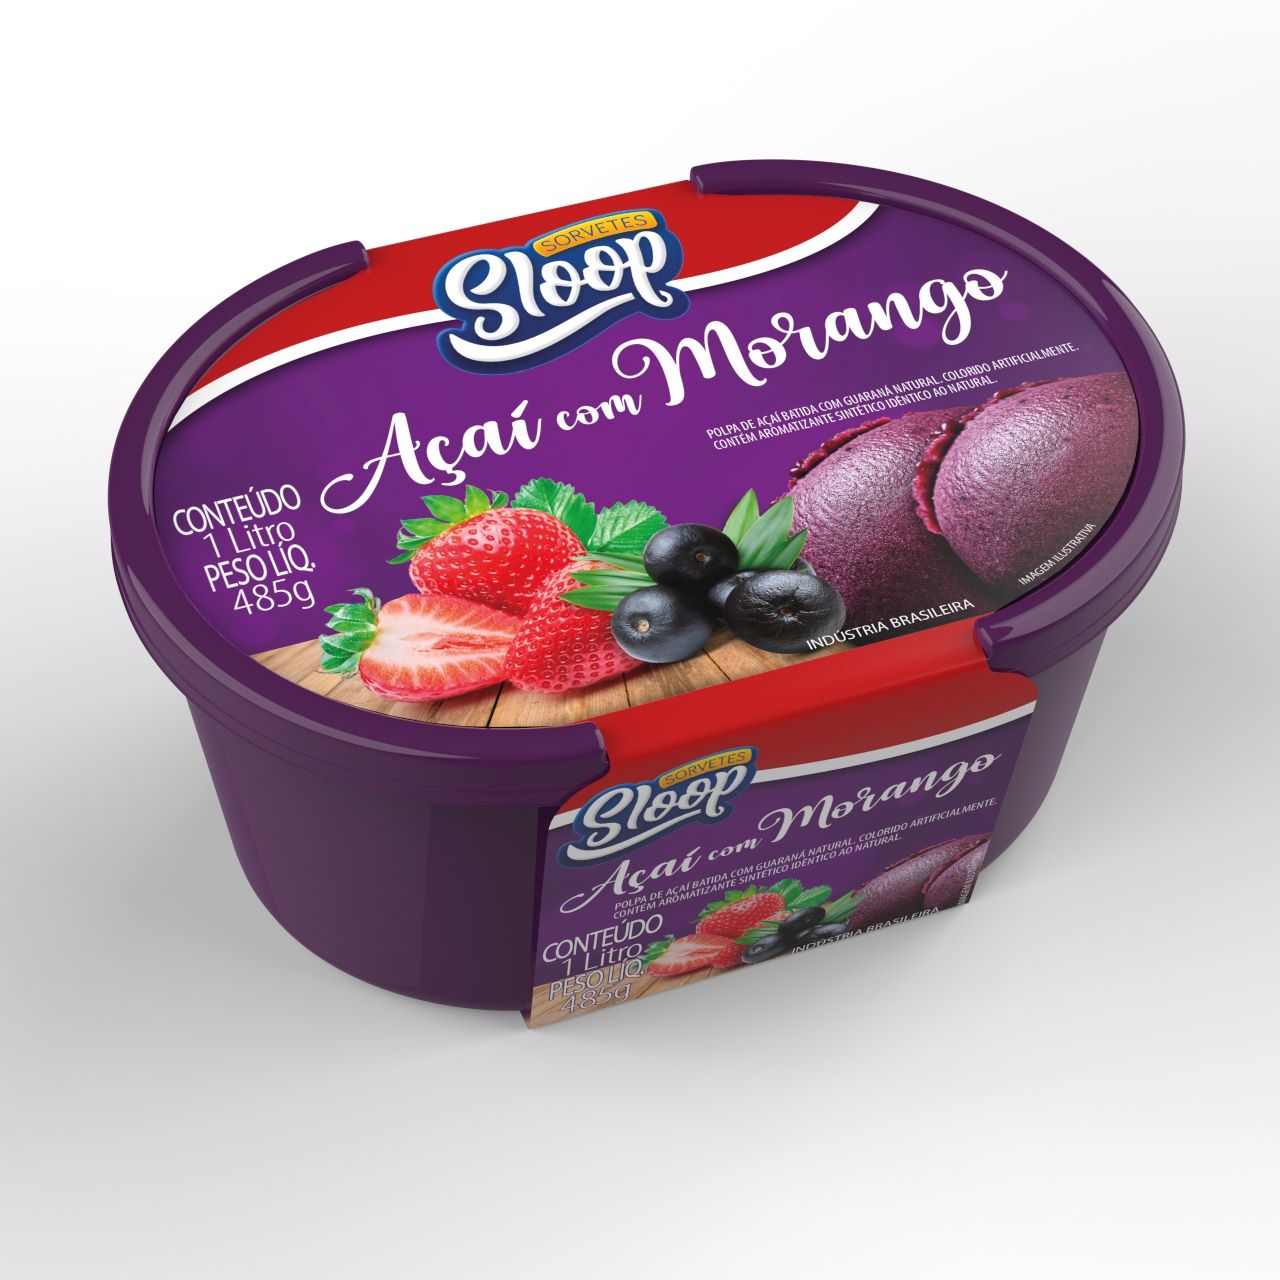 SORVETES
Sloop
Açaí com Morango
POLPA DE AÇAÍ BATIDA COM GUARANÁ NATURAL. COLORIDO ARTIFICIALMENTE.
CONTÉM AROMATIZANTE SINTÉTICO IDÊNTICO AO NATURAL.
CONTEÚDO
1 Litro
PESO LÍQ.
485g
IMAGEM ILUSTRATIVA
INDÚSTRIA BRASILEIRA
SORVETES
Sloop
Açaí com Morango
POLPA DE AÇAÍ BATIDA COM GUARANÁ NATURAL. COLORIDO ARTIFICIALMENTE.
CONTÉM AROMATIZANTE SINTÉTICO IDÊNTICO AO NATURAL.
CONTEÚDO
1 Litro
PESO LÍQ.
485g
INDÚSTRIA BRASILEIRA